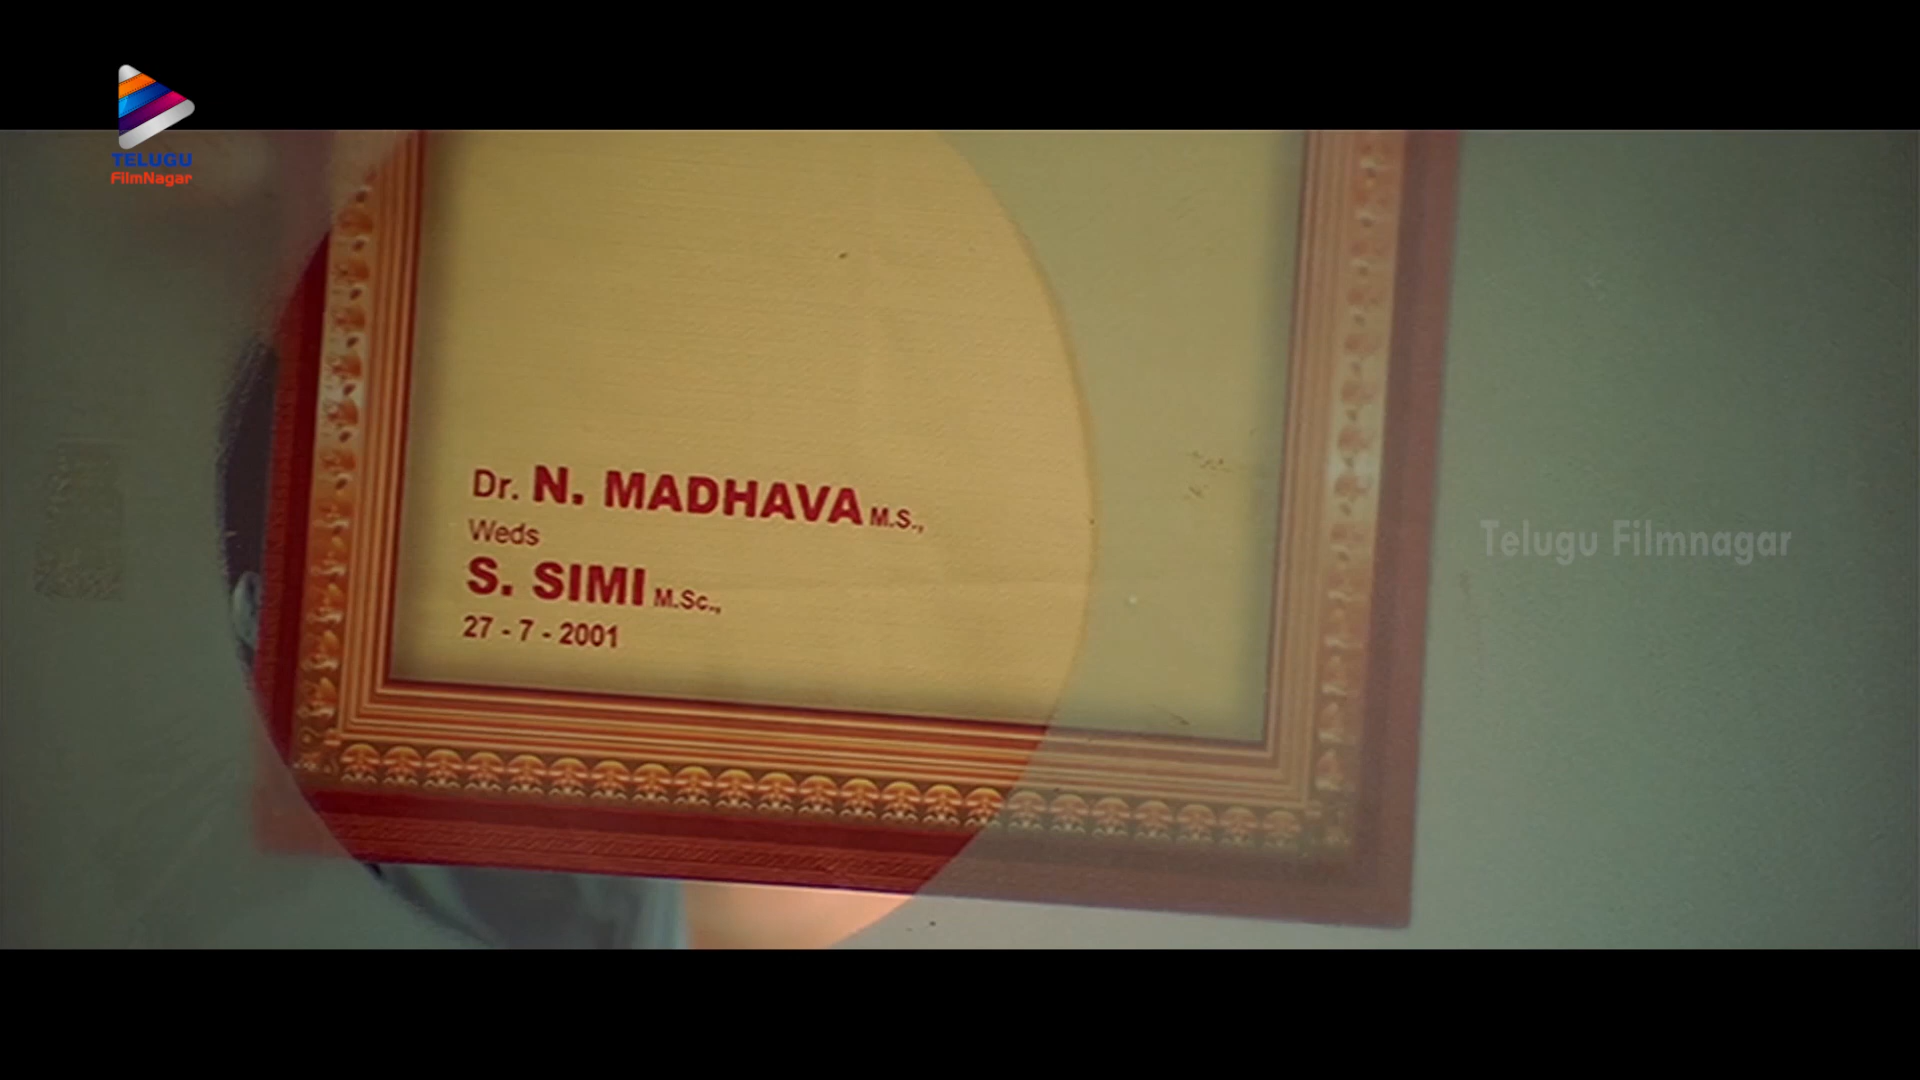 TELUGU
FilmNagar
Dr. N. MADHAVA M.S.,
Weds
S. SIMI M.Sc.,
27 - 7 - 2001
Telugu Filmnagar